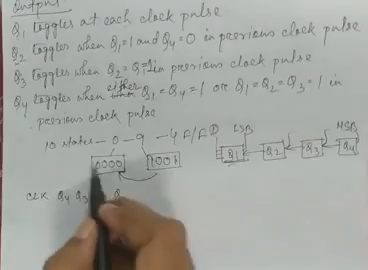 Outputs
Q1 toggles at each clock pulse
Q2 toggles when Q1=1 and Q4=0 in previous clock pulse
Q3 toggles when Q2=Q1=1 in previous clock pulse
Q4 toggles when either Q1=Q4=1 or Q1=Q2=Q3=1 in
previous clock pulse
10 states - 0 - 9 - 4 F/F LSB MSB
0000 1001 Q1 Q2 Q3 Q4
CLK Q4 Q3 Q